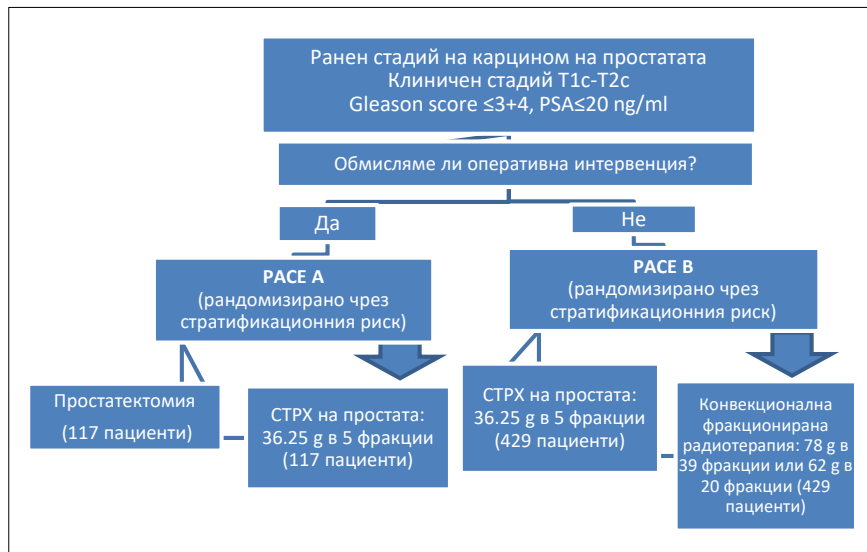 Ранен стадий на карцином на простатата
Клиничен стадий T1c-T2c
Gleason score ≤3+4, PSA≤20 ng/ml
Обмисляме ли оперативна интервенция?
Да
Не
PACE A
(рандомизирано чрез
стратификационния риск)
PACE B
(рандомизирано чрез
стратификационния риск)
Простатектомия
(117 пациенти)
СТРХ на простата:
36.25 g в 5 фракции
(117 пациенти)
СТРХ на простата:
36.25 g в 5 фракции
(429 пациенти)
Конвекционална
фракционирана
радиотерапия: 78 g в
39 фракции или 62 g в
20 фракции (429
пациенти)